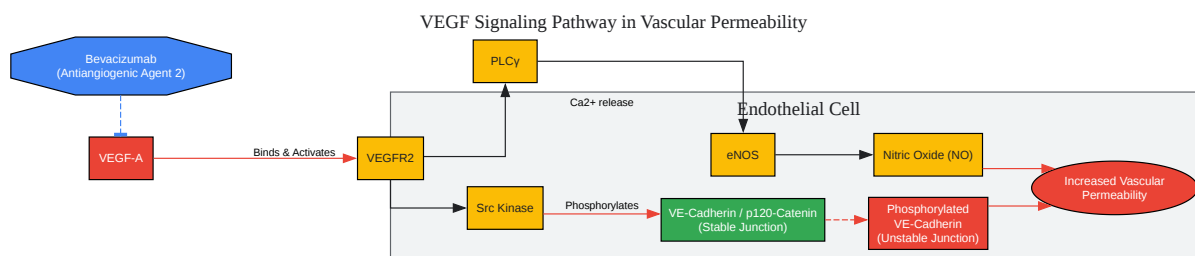 VEGF Signaling Pathway in Vascular Permeability
Bevacizumab
(Antiangiogenic Agent 2)
PLCγ
Ca2+ release
Endothelial Cell
VEGF-A
Binds & Activates
VEGFR2
eNOS
Nitric Oxide (NO)
Increased Vascular
Permeability
Src Kinase
Phosphorylates
VE-Cadherin / p120-Catenin
(Stable Junction)
Phosphorylated
VE-Cadherin
(Unstable Junction)